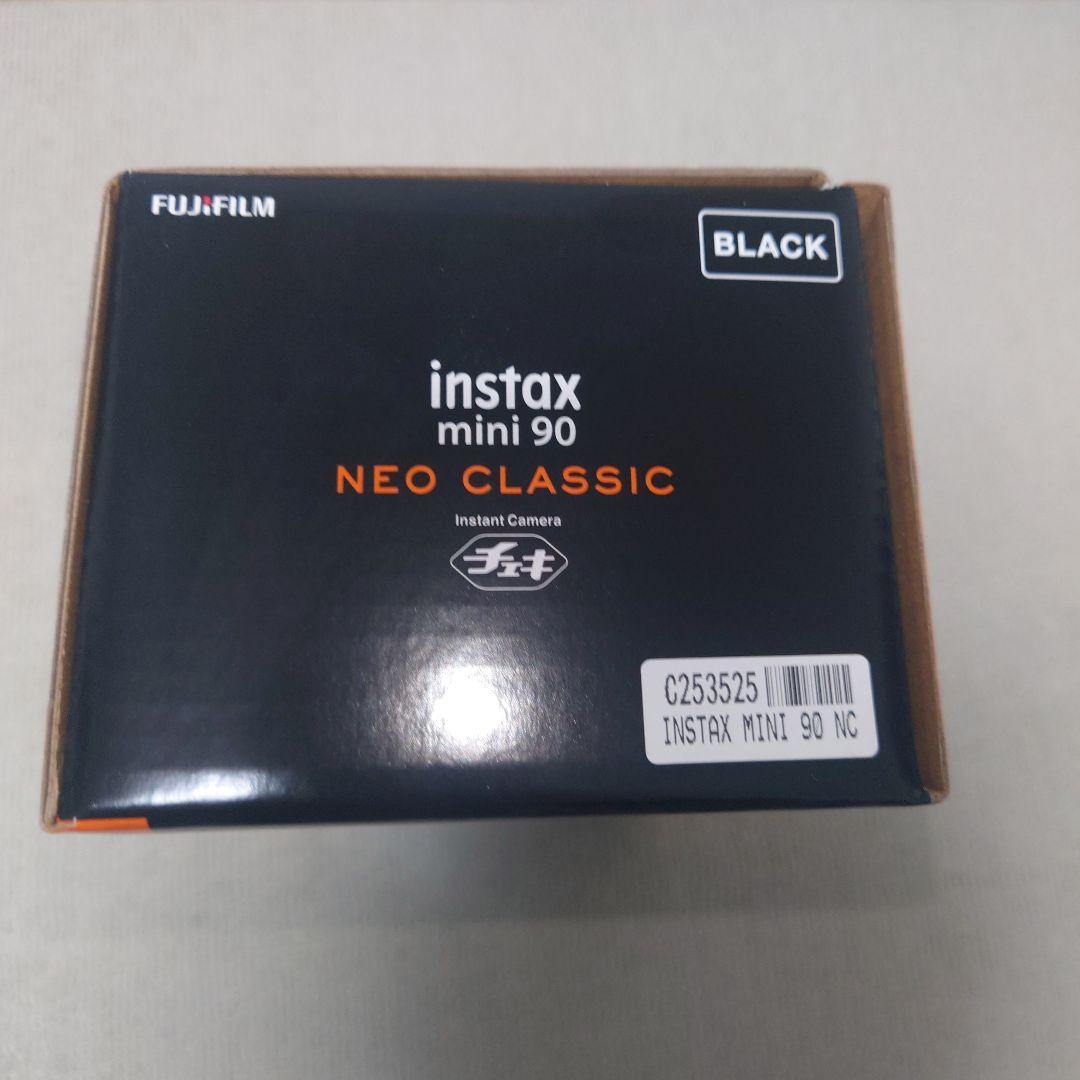 FUJIFILM
BLACK
instax
mini 90
NEO CLASSIC
Instant Camera
チェキ
C253525
INSTAX MINI 90 NC